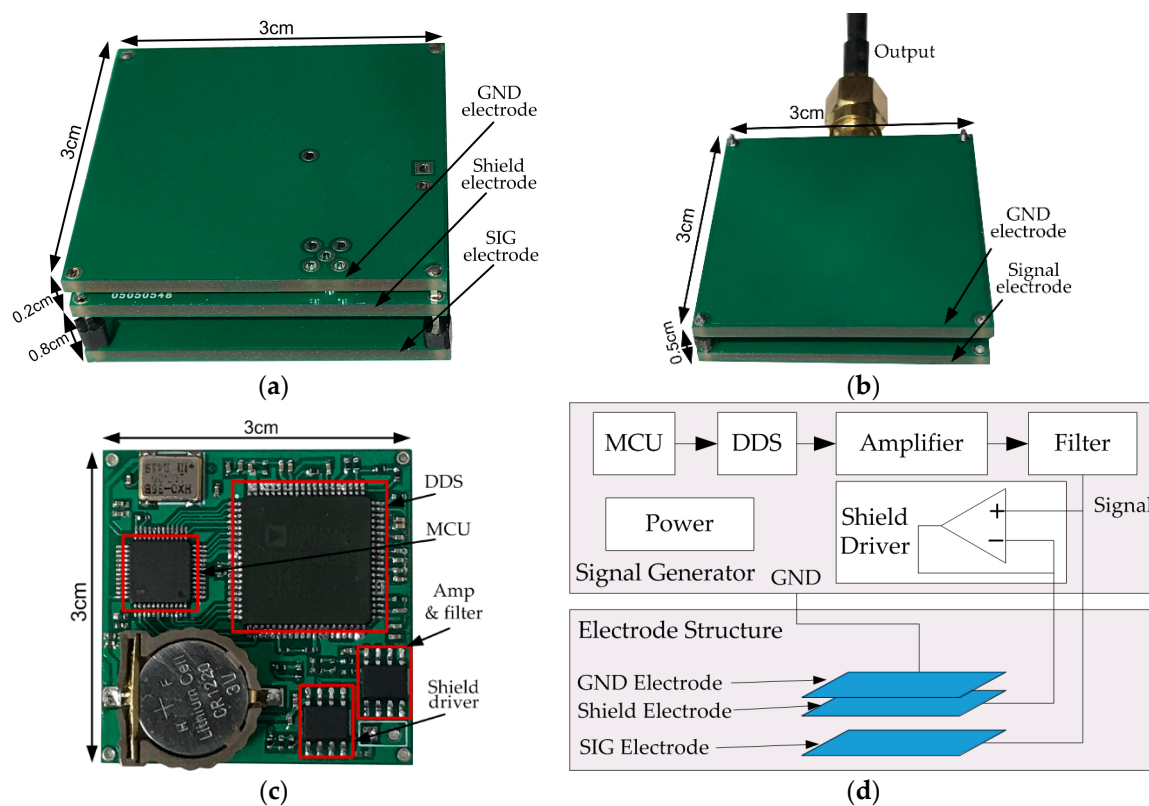 3cm
3cm
GND
electrode
Shield
electrode
SIG
electrode
0505054B
0.2cm
0.8cm
(a)
Output
3cm
3cm
GND
electrode
Signal
electrode
0.5cm
(b)
3cm
3cm
DDS
MCU
Amp
& filter
Shield
driver
Lithium Cell
CR1220
3V
(c)
MCU
DDS
Amplifier
Filter
Power
Shield
Driver
+
−
Signal
Signal Generator
GND
Electrode Structure
GND Electrode
Shield Electrode
SIG Electrode
(d)